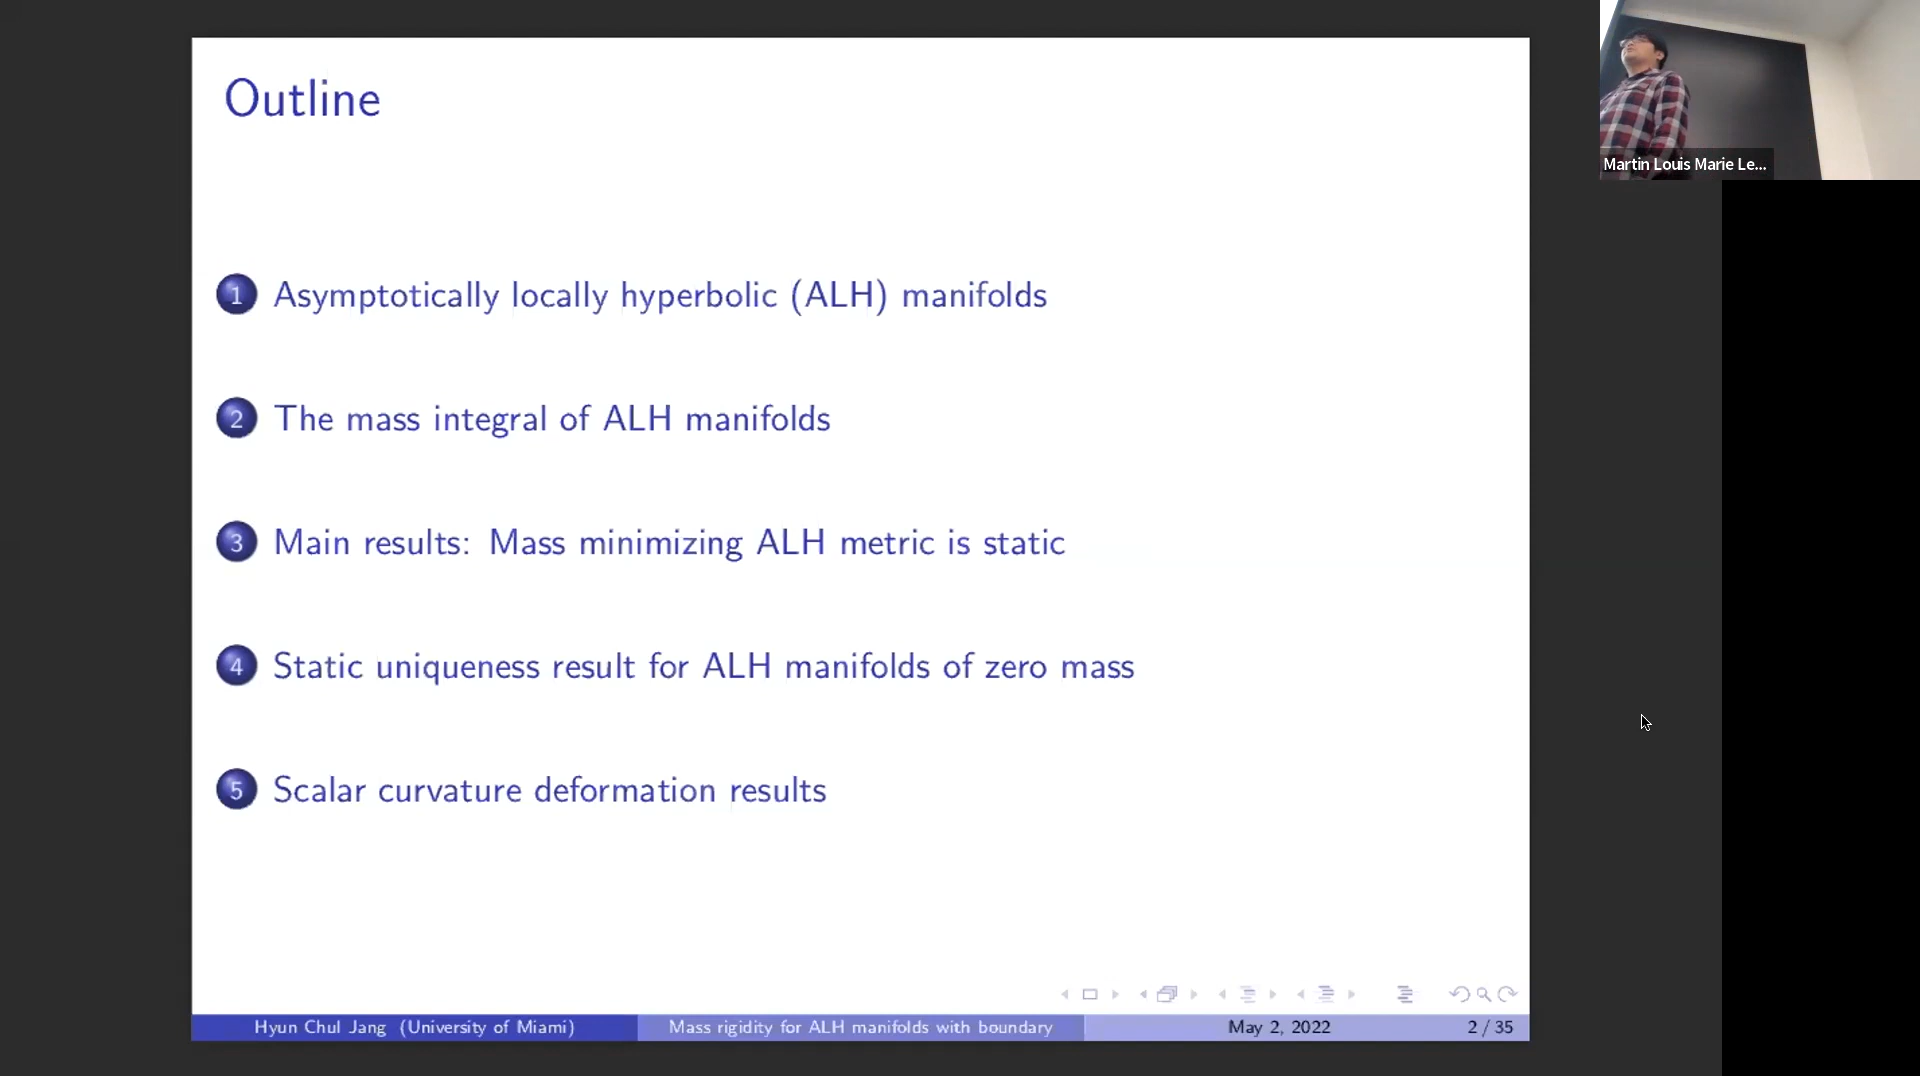 Outline
1 Asymptotically locally hyperbolic (ALH) manifolds
2 The mass integral of ALH manifolds
3 Main results: Mass minimizing ALH metric is static
4 Static uniqueness result for ALH manifolds of zero mass
5 Scalar curvature deformation results
Hyun Chul Jang (University of Miami) Mass rigidity for ALH manifolds with boundary May 2, 2022 2 / 35
Martin Louis Marie Le...